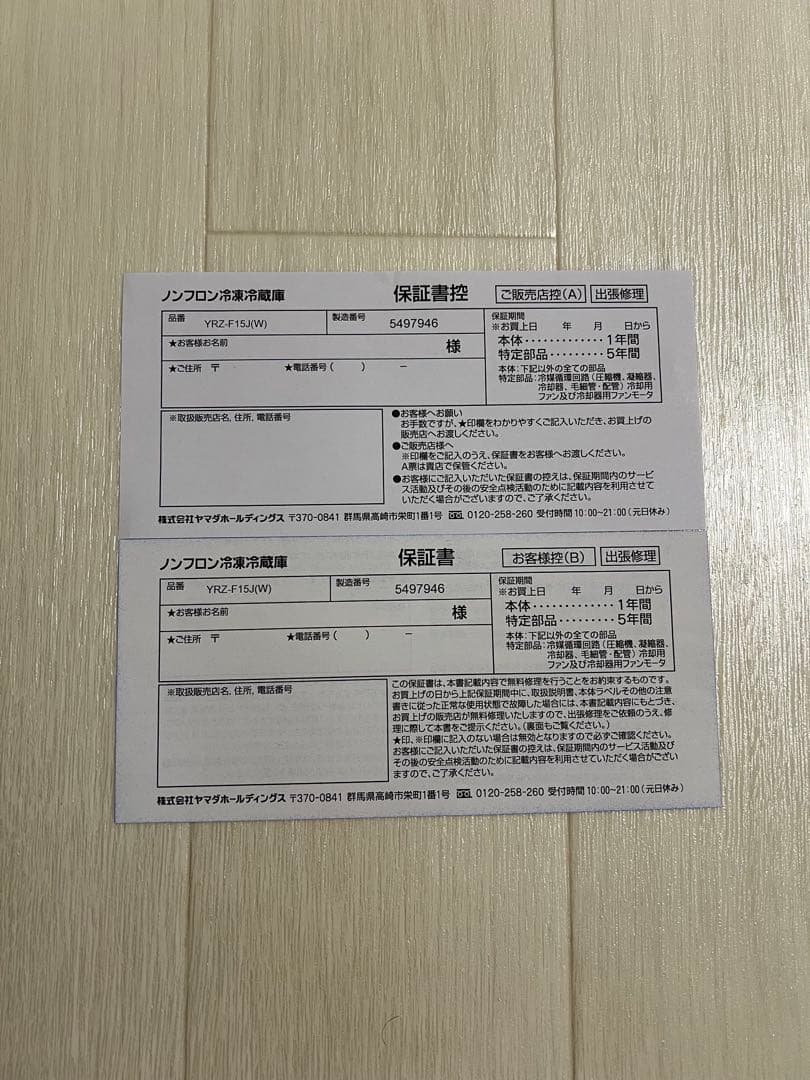 ノンフロン冷凍冷蔵庫 保証書控 ご販売店控(A) 出張修理
品番 YRZ-F15J(W) 製造番号 5497946
保証期間
※お買上日 年 月 日から
本体・・・・・・・・・・・・・1年間
特定部品・・・・・・・・・5年間
本体：下記以外の全ての部品
特定部品：冷媒循環回路（圧縮機、凝縮器、
冷却器、毛細管・配管）冷却用
ファン及び冷却器用ファンモータ
★お客様お名前 様
★ご住所 〒 ★電話番号（ ） －
※取扱販売店名, 住所, 電話番号
●お客様へお願い
お手数ですが、★印欄をわかりやすくご記入いただき、お買上げの
販売店へお渡しください。
●ご販売店様へ
※印欄をご記入のうえ、保証書をお客様へお渡しください。
A票は貴店で保管ください。
●お客様にご記入いただいた保証書の控えは、保証期間内のサービ
ス活動及びその後の安全点検活動のために記載内容を利用させて
いただく場合がございますので、ご了承ください。
株式会社ヤマダホールディングス 〒370-0841 群馬県高崎市栄町1番1号 0120-258-260 受付時間 10:00~21:00（元日休み）
ノンフロン冷凍冷蔵庫 保証書 お客様控(B) 出張修理
品番 YRZ-F15J(W) 製造番号 5497946
保証期間
※お買上日 年 月 日から
本体・・・・・・・・・・・・・1年間
特定部品・・・・・・・・・5年間
本体：下記以外の全ての部品
特定部品：冷媒循環回路（圧縮機、凝縮器、
冷却器、毛細管・配管）冷却用
ファン及び冷却器用ファンモータ
★お客様お名前 様
★ご住所 〒 ★電話番号（ ） －
※取扱販売店名, 住所, 電話番号
この保証書は、本書記載内容で無料修理を行うことをお約束するものです。
お買上げの日から上記保証期間中に、取扱説明書、本体ラベルその他の注意
書きに従った正常な使用状態で故障した場合には、本書記載内容にもとづき、
お買上げの販売店が無料修理いたしますので、出張修理をご依頼のうえ、修
理に際して本書をご提示ください。（裏面もご覧ください。）
★印、※印欄に記入のない場合は無効となりますので必ずご確認ください。
お客様にご記入いただいた保証書の控えは、保証期間内のサービス活動及び
その後の安全点検活動のために記載内容を利用させていただく場合がござい
ますので、ご了承ください。
株式会社ヤマダホールディングス 〒370-0841 群馬県高崎市栄町1番1号 0120-258-260 受付時間 10:00~21:00（元日休み）